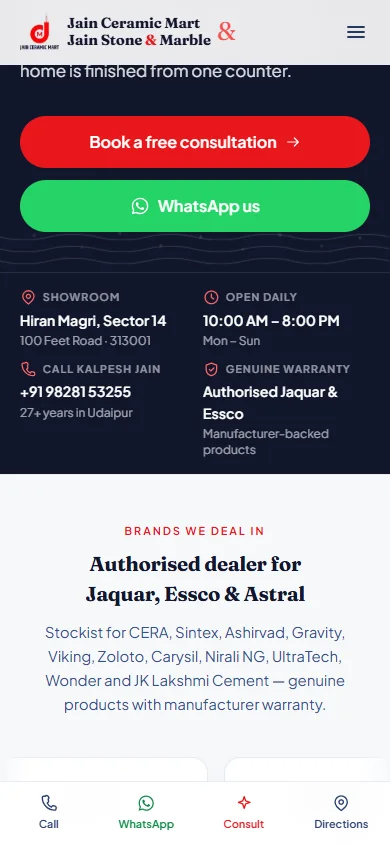 JAIN CERAMIC MART
Jain Ceramic Mart
Jain Stone & Marble
&
home is finished from one counter.
Book a free consultation →
WhatsApp us
SHOWROOM
Hiran Magri, Sector 14
100 Feet Road · 313001
OPEN DAILY
10:00 AM – 8:00 PM
Mon – Sun
CALL KALPESH JAIN
+91 98281 53255
27+ years in Udaipur
GENUINE WARRANTY
Authorised Jaquar &
Essco
Manufacturer-backed
products
BRANDS WE DEAL IN
Authorised dealer for
Jaquar, Essco & Astral
Stockist for CERA, Sintex, Ashirvad, Gravity,
Viking, Zoloto, Carysil, Nirali NG, UltraTech,
Wonder and JK Lakshmi Cement — genuine
products with manufacturer warranty.
Call
WhatsApp
Consult
Directions